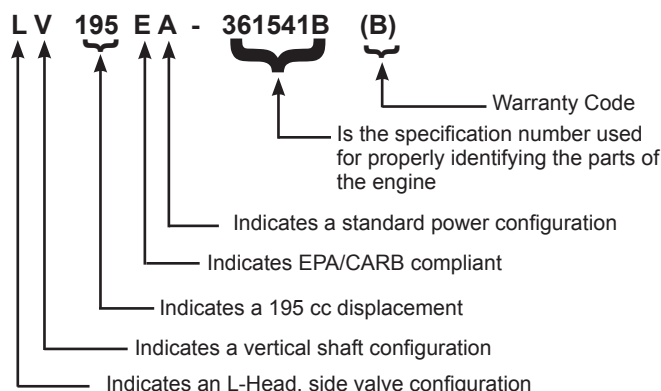 L V 195 E A - 361541B (B)
Warranty Code
Is the specification number used
for properly identifying the parts of
the engine
Indicates a standard power configuration
Indicates EPA/CARB compliant
Indicates a 195 cc displacement
Indicates a vertical shaft configuration
Indicates an L-Head, side valve configuration